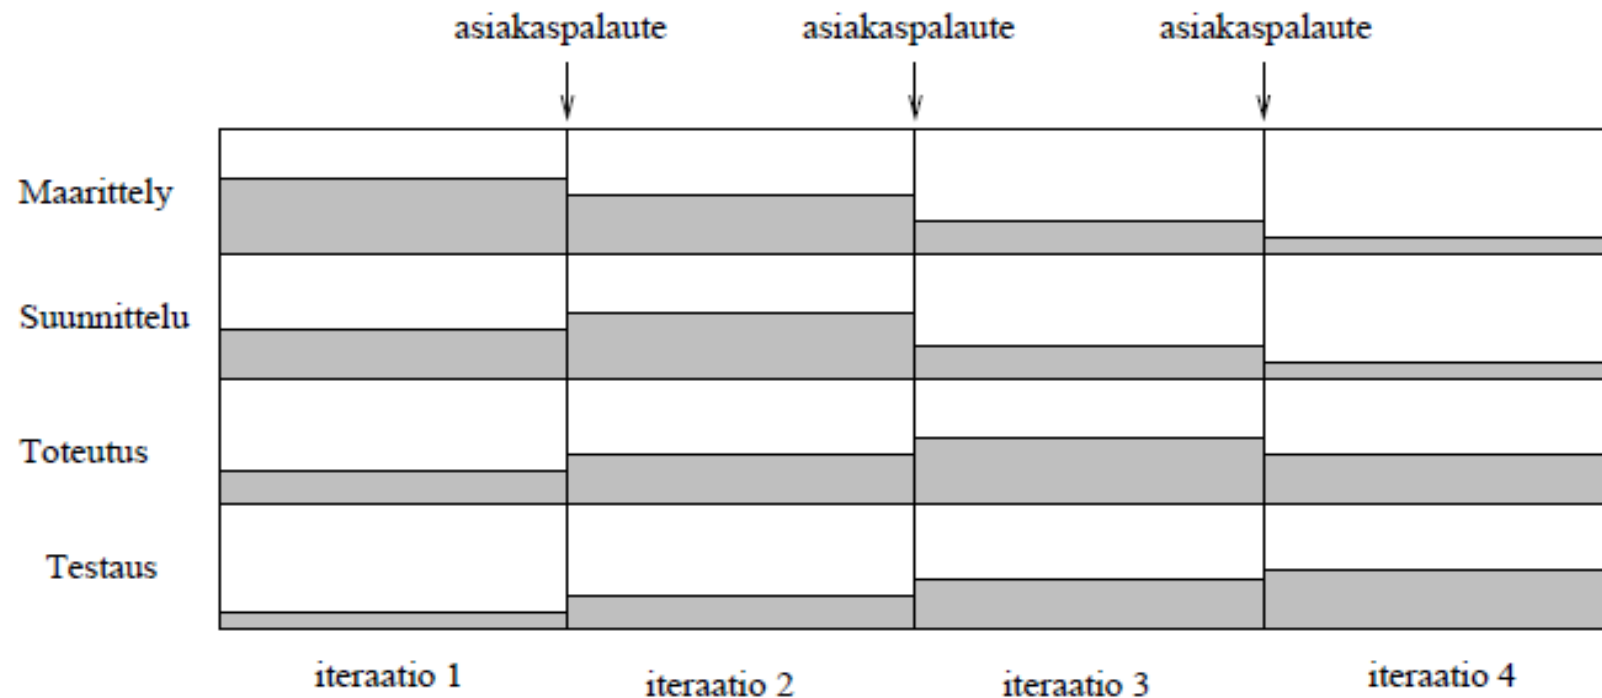 asiakaspalaute asiakaspalaute asiakaspalaute
Maarittely
Suunnittelu
Toteutus
Testaus
iteraatio 1 iteraatio 2 iteraatio 3 iteraatio 4